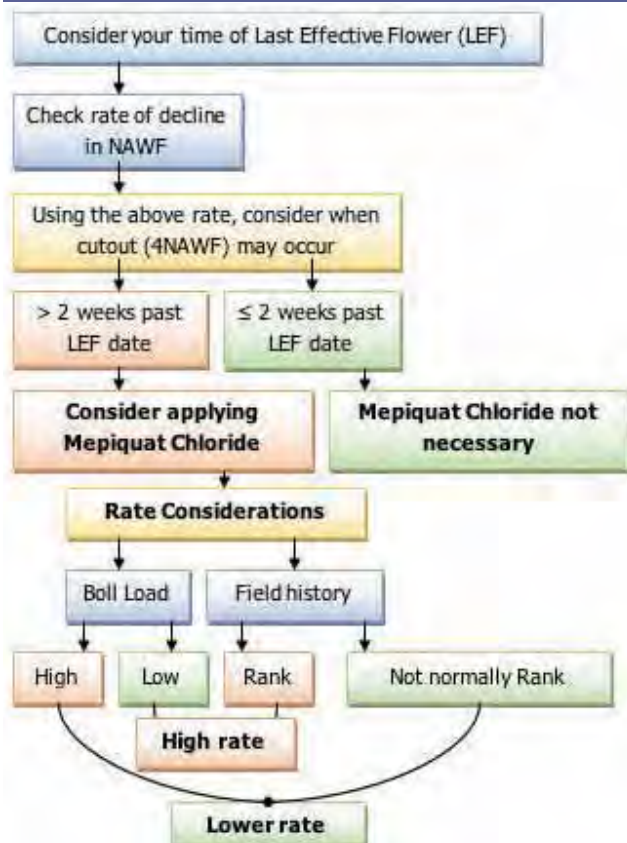 Consider your time of Last Effective Flower (LEF)
Check rate of decline
in NAWF
Using the above rate, consider when
cutout (4NAWF) may occur
> 2 weeks past
LEF date
≤ 2 weeks past
LEF date
Consider applying
Mepiquat Chloride
Mepiquat Chloride not
necessary
Rate Considerations
Boll Load
Field history
High
Low
Rank
Not normally Rank
High rate
Lower rate